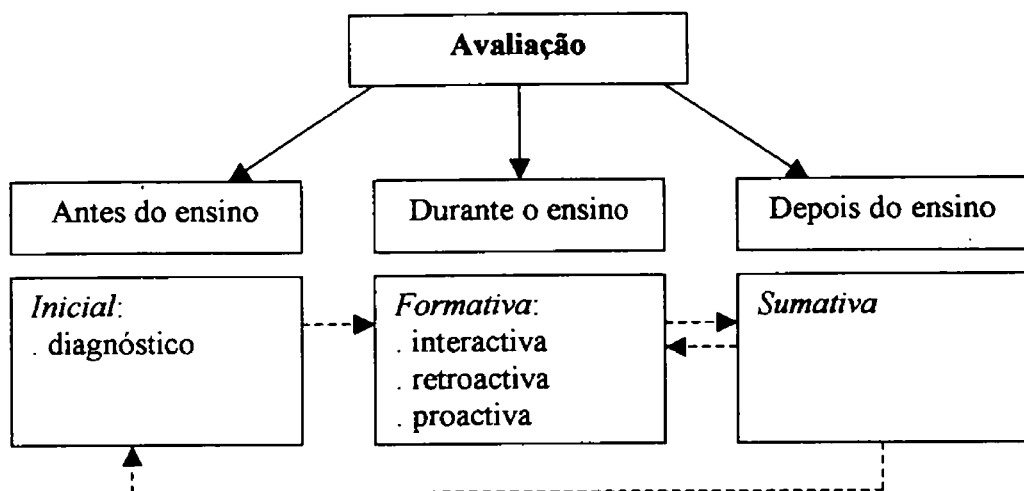 Avaliação
Antes do ensino
Durante o ensino
Depois do ensino
Inicial:
. diagnóstico
Formativa:
. interactiva
. retroactiva
. proactiva
Sumativa